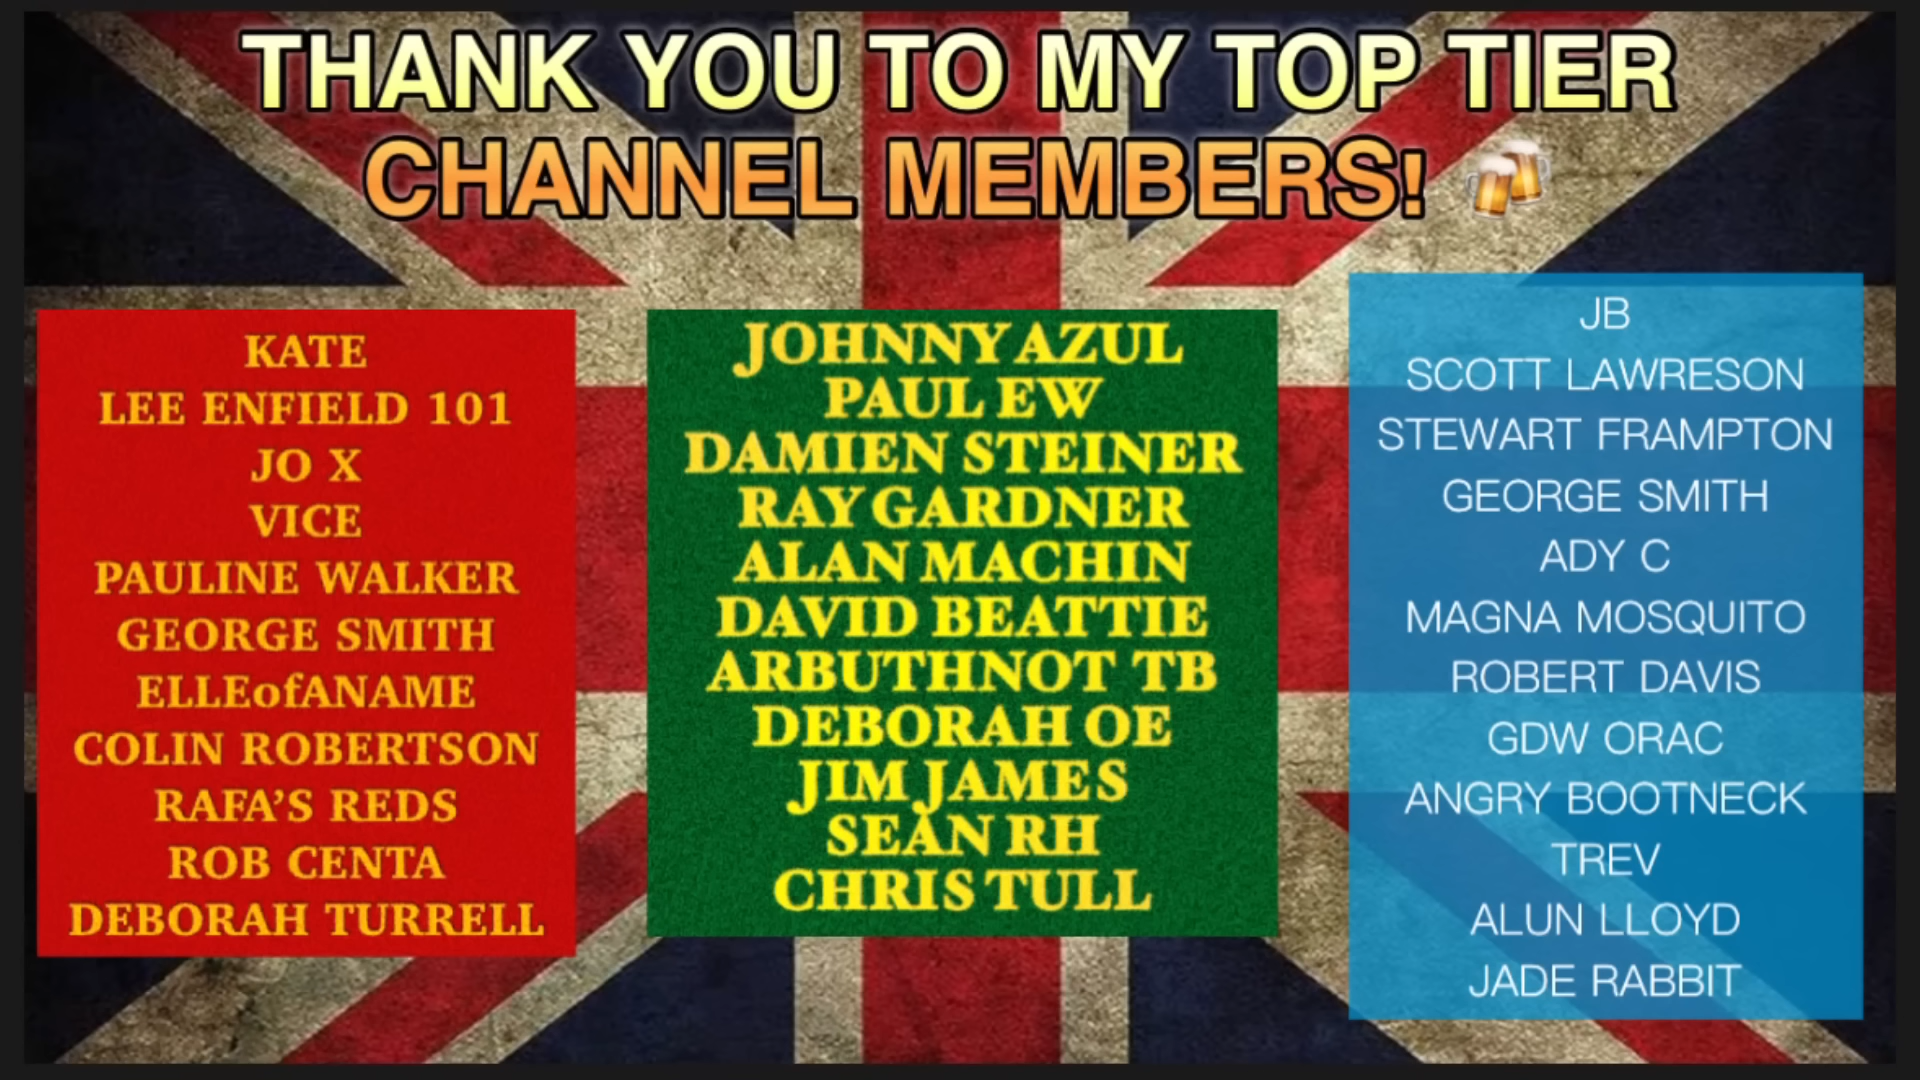 THANK YOU TO MY TOP TIER
CHANNEL MEMBERS! 🍻
KATE
LEE ENFIELD 101
JO X
VICE
PAULINE WALKER
GEORGE SMITH
ELLEofANAME
COLIN ROBERTSON
RAFA'S REDS
ROB CENTA
DEBORAH TURRELL
JOHNNY AZUL
PAUL EW
DAMIEN STEINER
RAY GARDNER
ALAN MACHIN
DAVID BEATTIE
ARBUTHNOT TB
DEBORAH OE
JIM JAMES
SEAN RH
CHRIS TULL
JB
SCOTT LAWRESON
STEWART FRAMPTON
GEORGE SMITH
ADY C
MAGNA MOSQUITO
ROBERT DAVIS
GDW ORAC
ANGRY BOOTNECK
TREV
ALUN LLOYD
JADE RABBIT